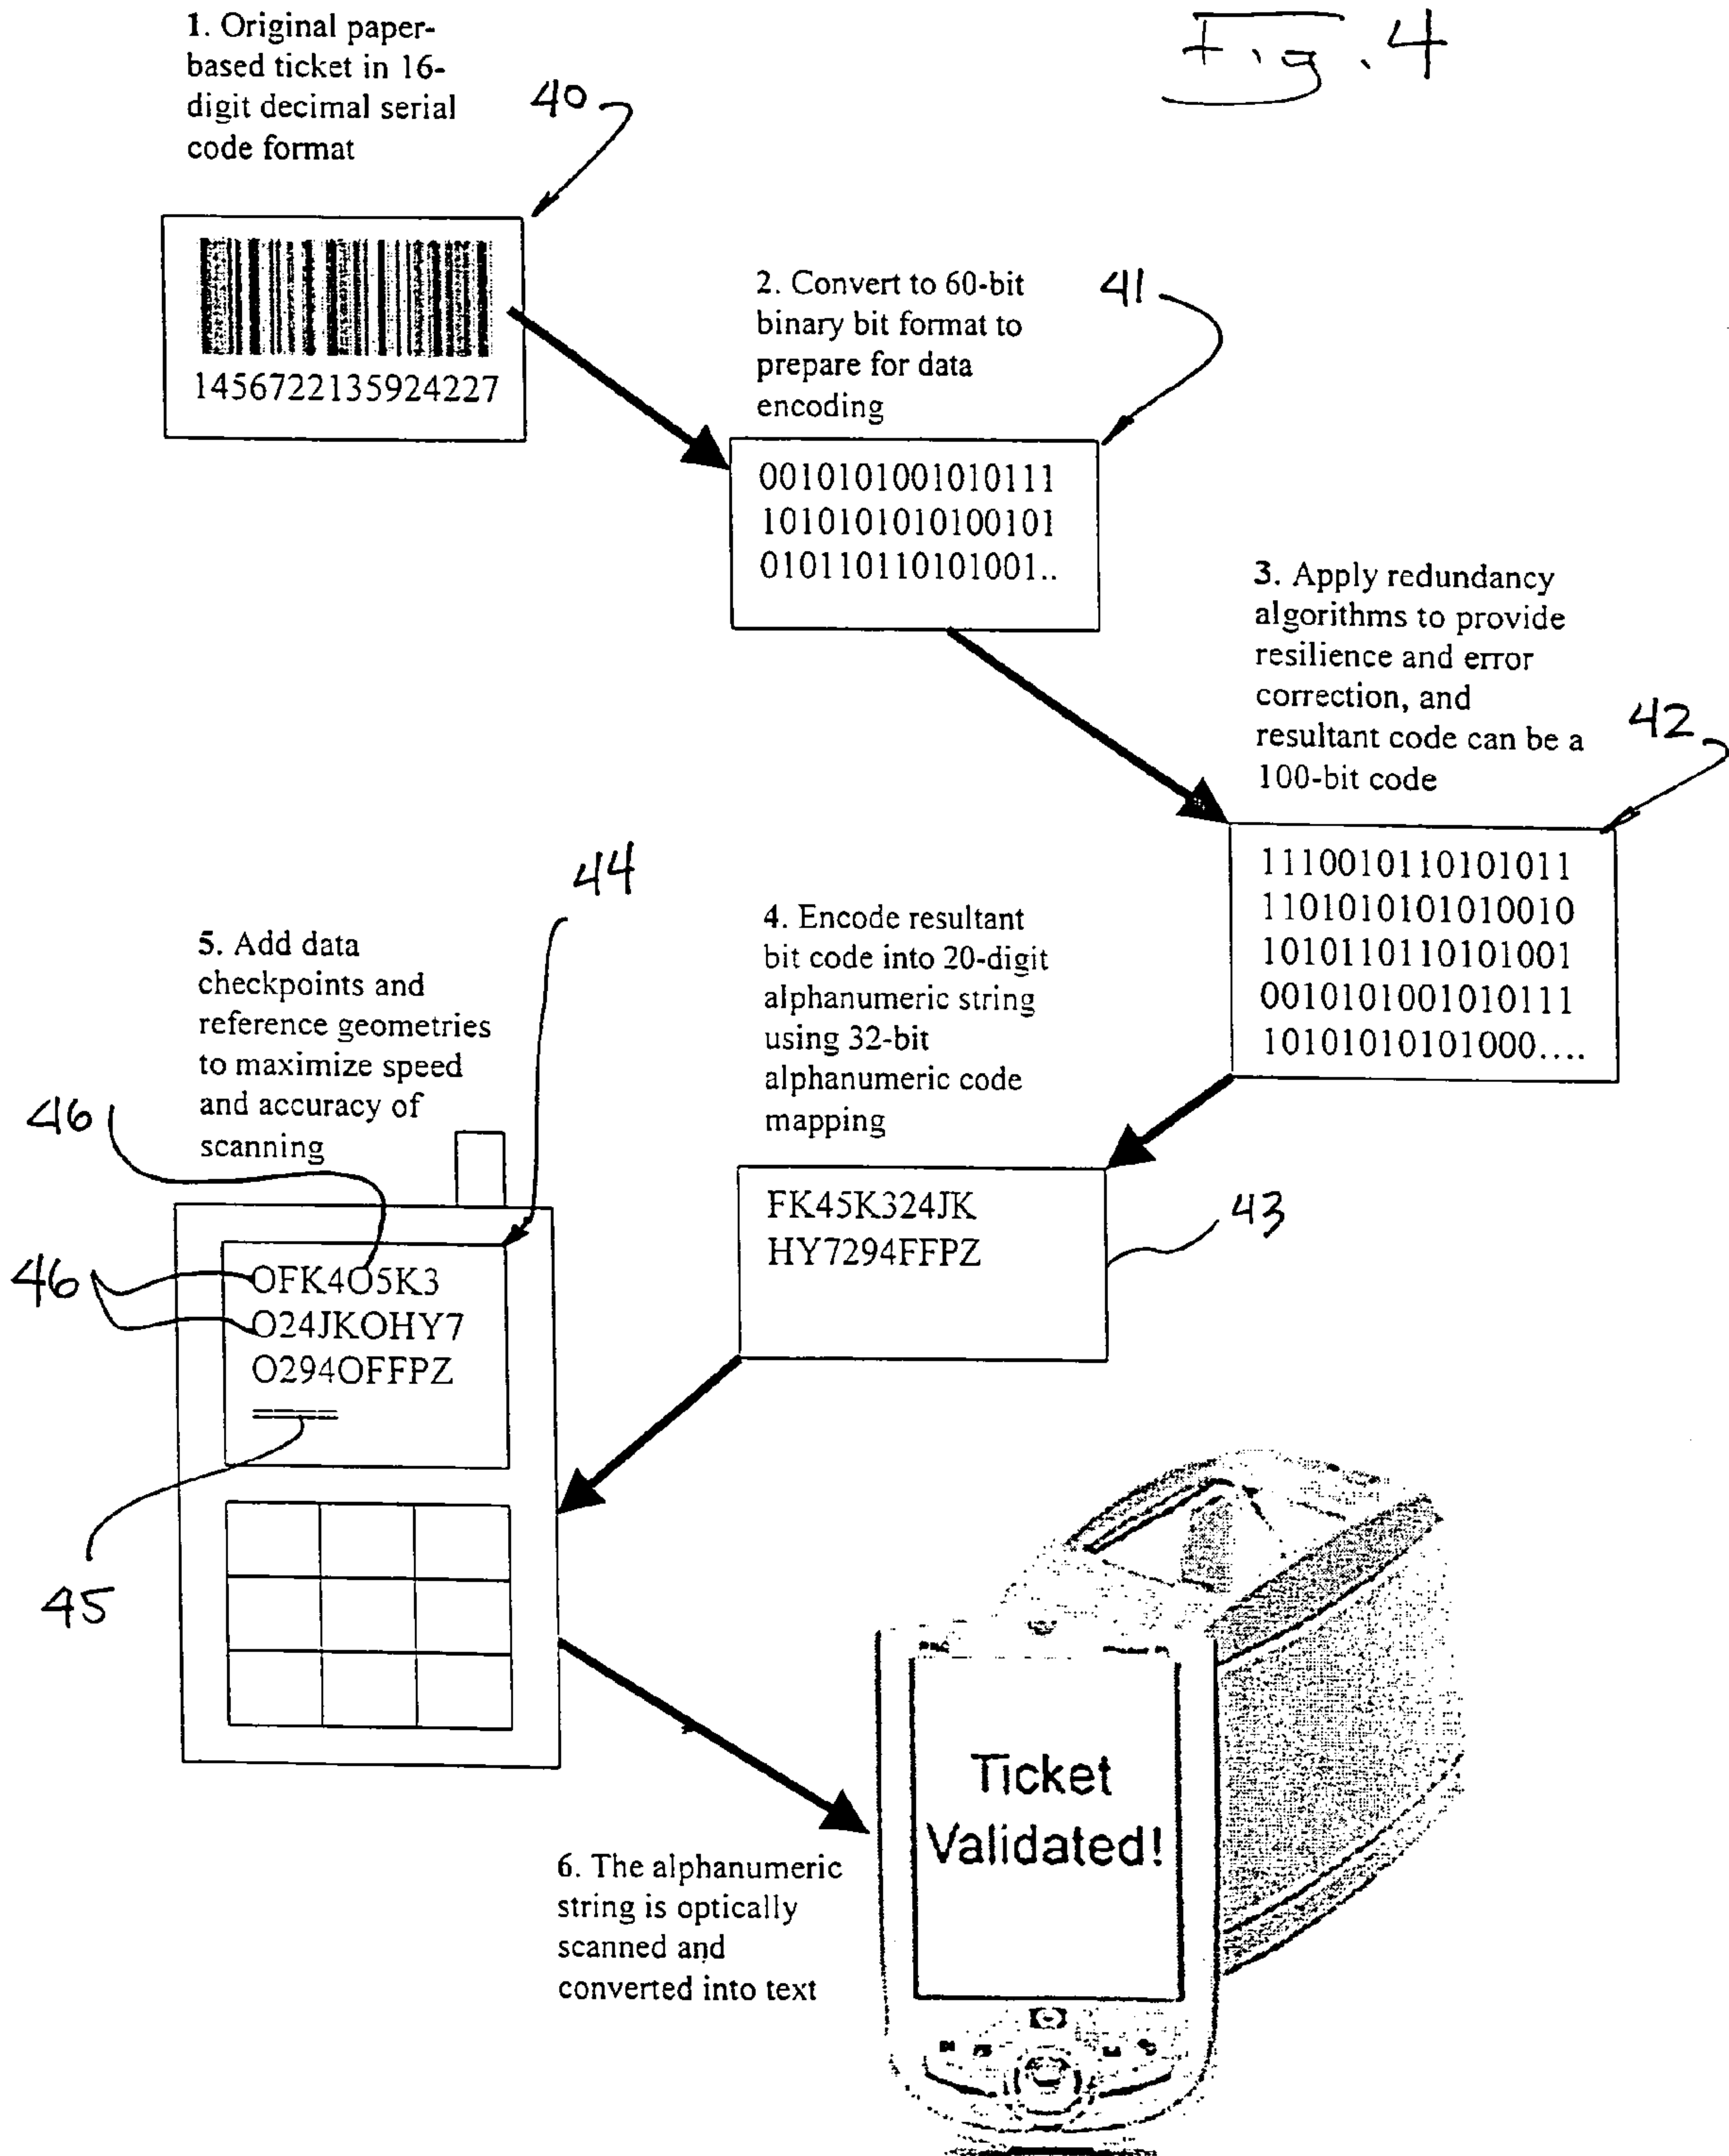 Fig. 4
1. Original paper-
based ticket in 16-
digit decimal serial
code format
40
1456722135924227
2. Convert to 60-bit
binary bit format to
prepare for data
encoding
41
0010101001010111
1010101010100101
010110110101001..
3. Apply redundancy
algorithms to provide
resilience and error
correction, and
resultant code can be a
100-bit code
42
1110010110101011
1101010101010010
1010110110101001
0010101001010111
10101010101000....
4. Encode resultant
bit code into 20-digit
alphanumeric string
using 32-bit
alphanumeric code
mapping
43
FK45K324JK
HY7294FFPZ
5. Add data
checkpoints and
reference geometries
to maximize speed
and accuracy of
scanning
44
46
46
OFK4O5K3
O24JKOHY7
O294OFFPZ
45
6. The alphanumeric
string is optically
scanned and
converted into text
Ticket
Validated!